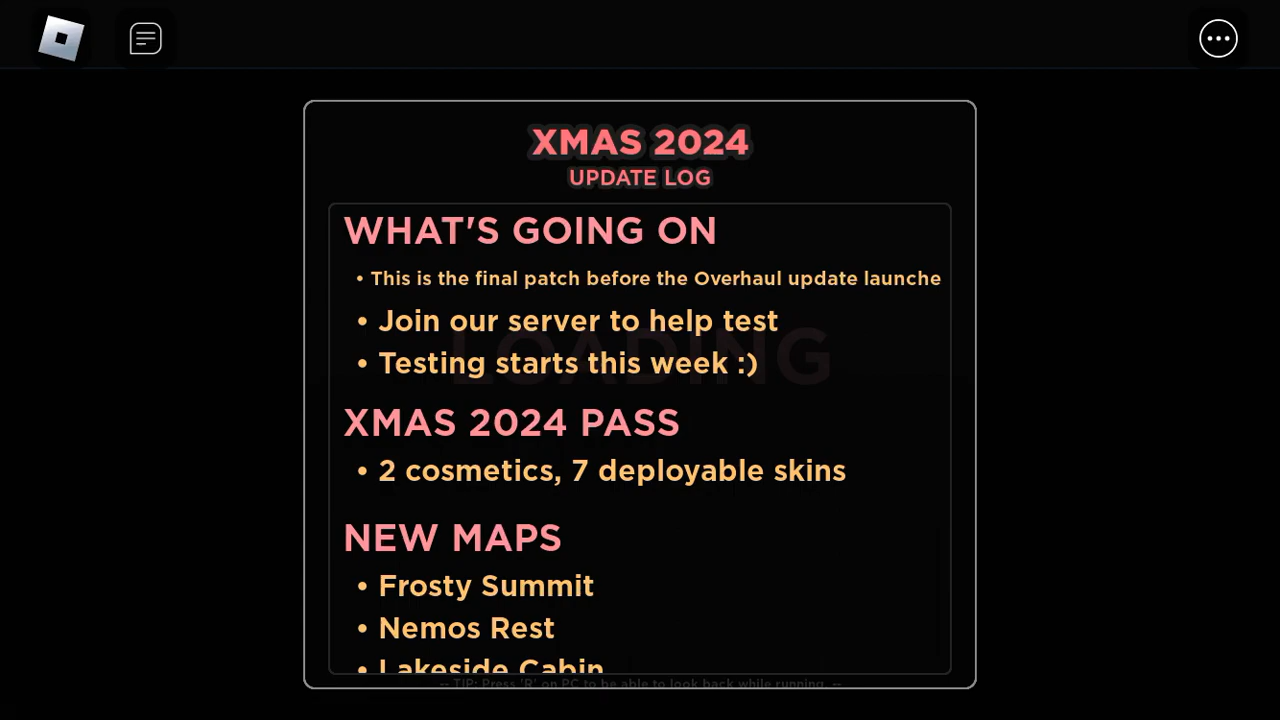 XMAS 2024
UPDATE LOG
WHAT'S GOING ON
• This is the final patch before the Overhaul update launche
• Join our server to help test
LOADING
• Testing starts this week :)
XMAS 2024 PASS
• 2 cosmetics, 7 deployable skins
NEW MAPS
• Frosty Summit
• Nemos Rest
• Lakeside Cabin
-- TIP: Press 'R' on PC to be able to look back while running. --